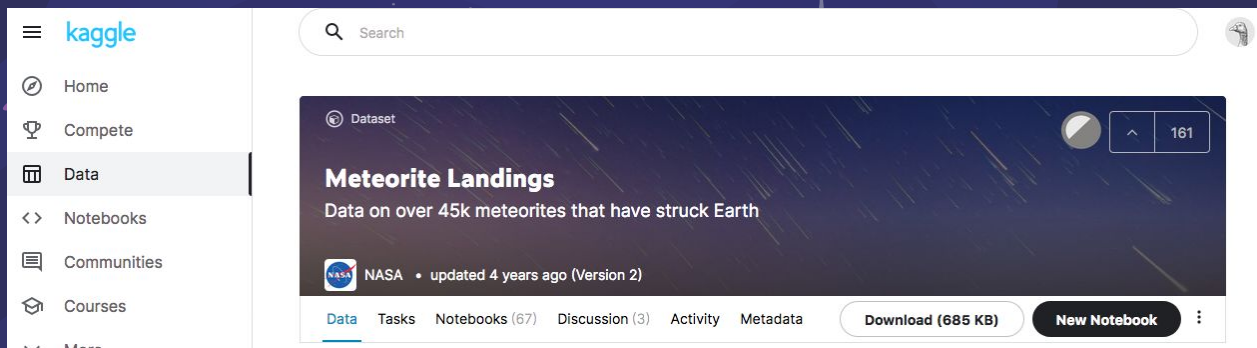 kaggle
Search
Home
Compete
Data
Notebooks
Communities
Courses
Dataset
161
Meteorite Landings
Data on over 45k meteorites that have struck Earth
NASA
NASA • updated 4 years ago (Version 2)
Data Tasks Notebooks (67) Discussion (3) Activity Metadata Download (685 KB) New Notebook